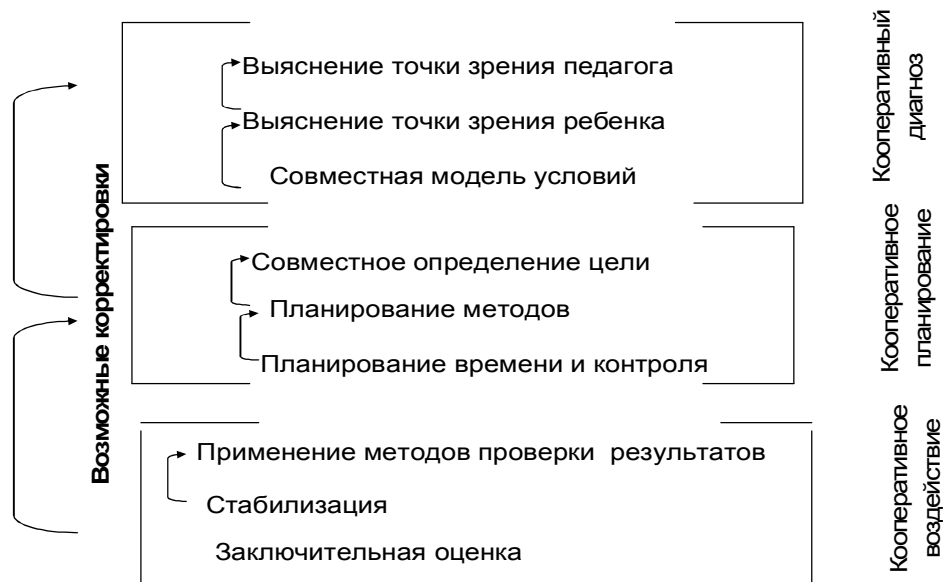 Возможные корректировки
Выяснение точки зрения педагога
Выяснение точки зрения ребенка
Совместная модель условий
Кооперативный
диагноз
Совместное определение цели
Планирование методов
Планирование времени и контроля
Кооперативное
планирование
Применение методов проверки результатов
Стабилизация
Заключительная оценка
Кооперативное
воздействие